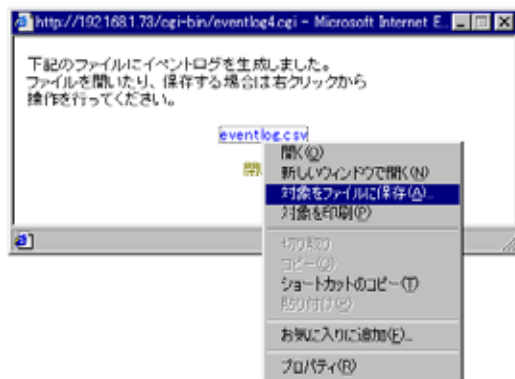 http://192.168.1.73/cgi-bin/eventlog4.cgi - Microsoft Internet E...
下記のファイルにイベントログを生成しました。
ファイルを開いたり、保存する場合は右クリックから
操作を行ってください。
eventlog.csv
閉
開く(O)
新しいウィンドウで開く(N)
対象をファイルに保存(A)...
対象を印刷(P)
切り取り
コピー(C)
ショートカットのコピー(T)
貼り付け(P)
お気に入りに追加(F)...
プロパティ(R)